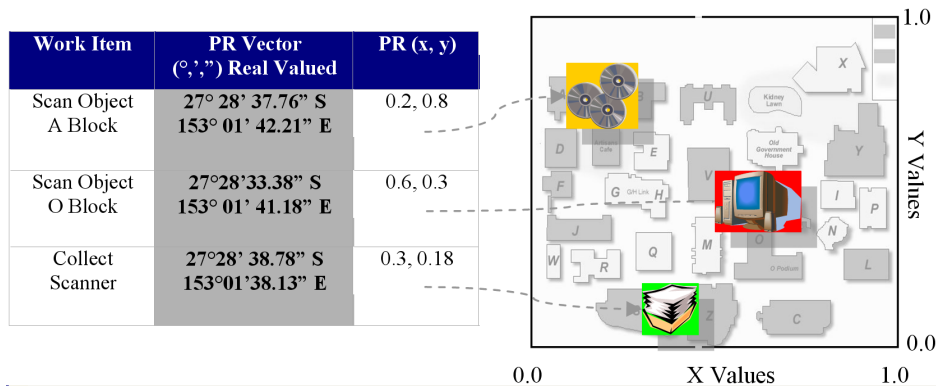 Work Item PR Vector PR (x, y)
(°,’,”) Real Valued
Scan Object 27° 28’ 37.76” S 0.2, 0.8
A Block 153° 01’ 42.21” E
Scan Object 27°28’33.38” S 0.6, 0.3
O Block 153° 01’ 41.18” E
Collect 27°28’ 38.78” S 0.3, 0.18
Scanner 153°01’38.13” E
1.0
X
U
Kidney
Lawn
D
E
Old
Government
House
Y
Y Values
F
G
G/H Link
H
V
I
P
J
N
W
R
Q
M
O
O Podium
L
Z
C
0.0
0.0 X Values 1.0